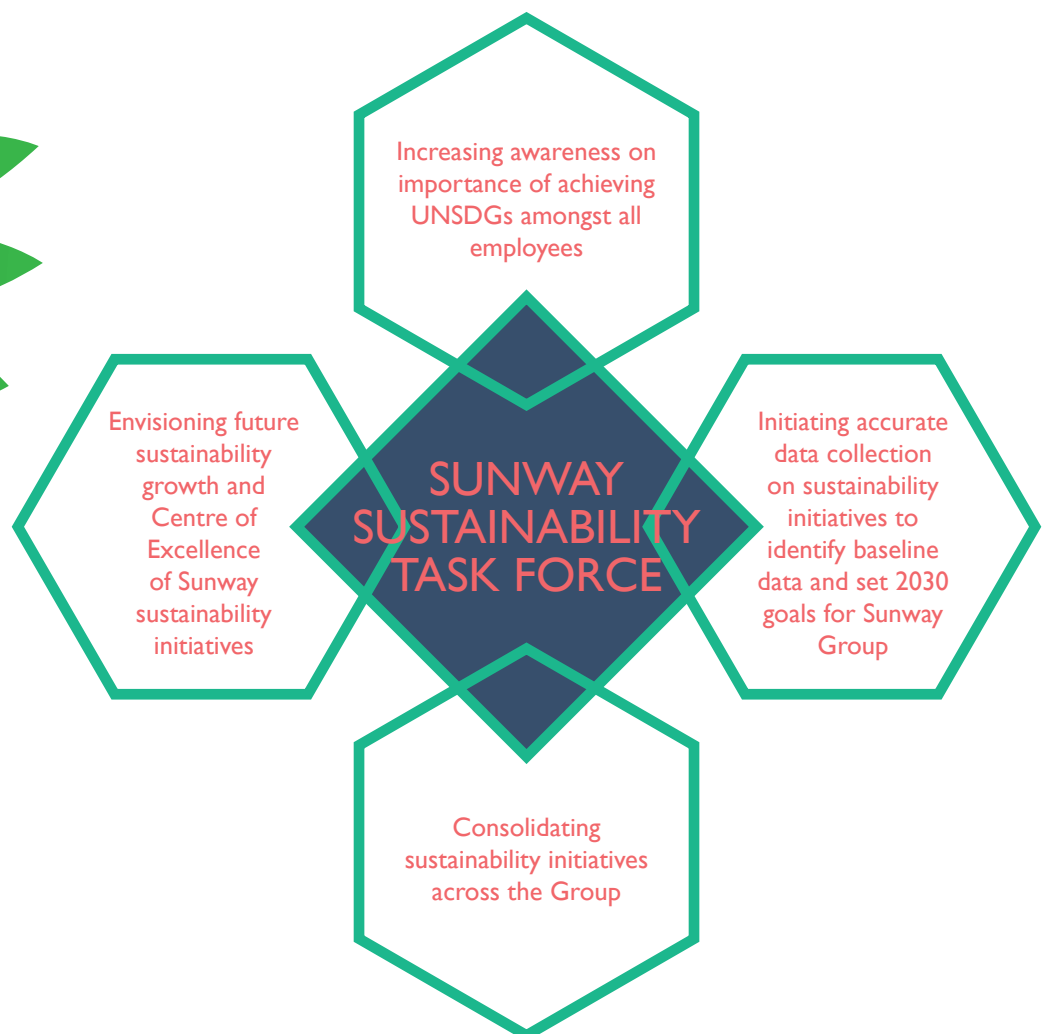 Increasing awareness on
importance of achieving
UNSDGs amongst all
employees
Envisioning future
sustainability
growth and
Centre of
Excellence
of Sunway
sustainability
initiatives
SUNWAY
SUSTAINABILITY
TASK FORCE
Initiating accurate
data collection
on sustainability
initiatives to
identify baseline
data and set 2030
goals for Sunway
Group
Consolidating
sustainability initiatives
across the Group